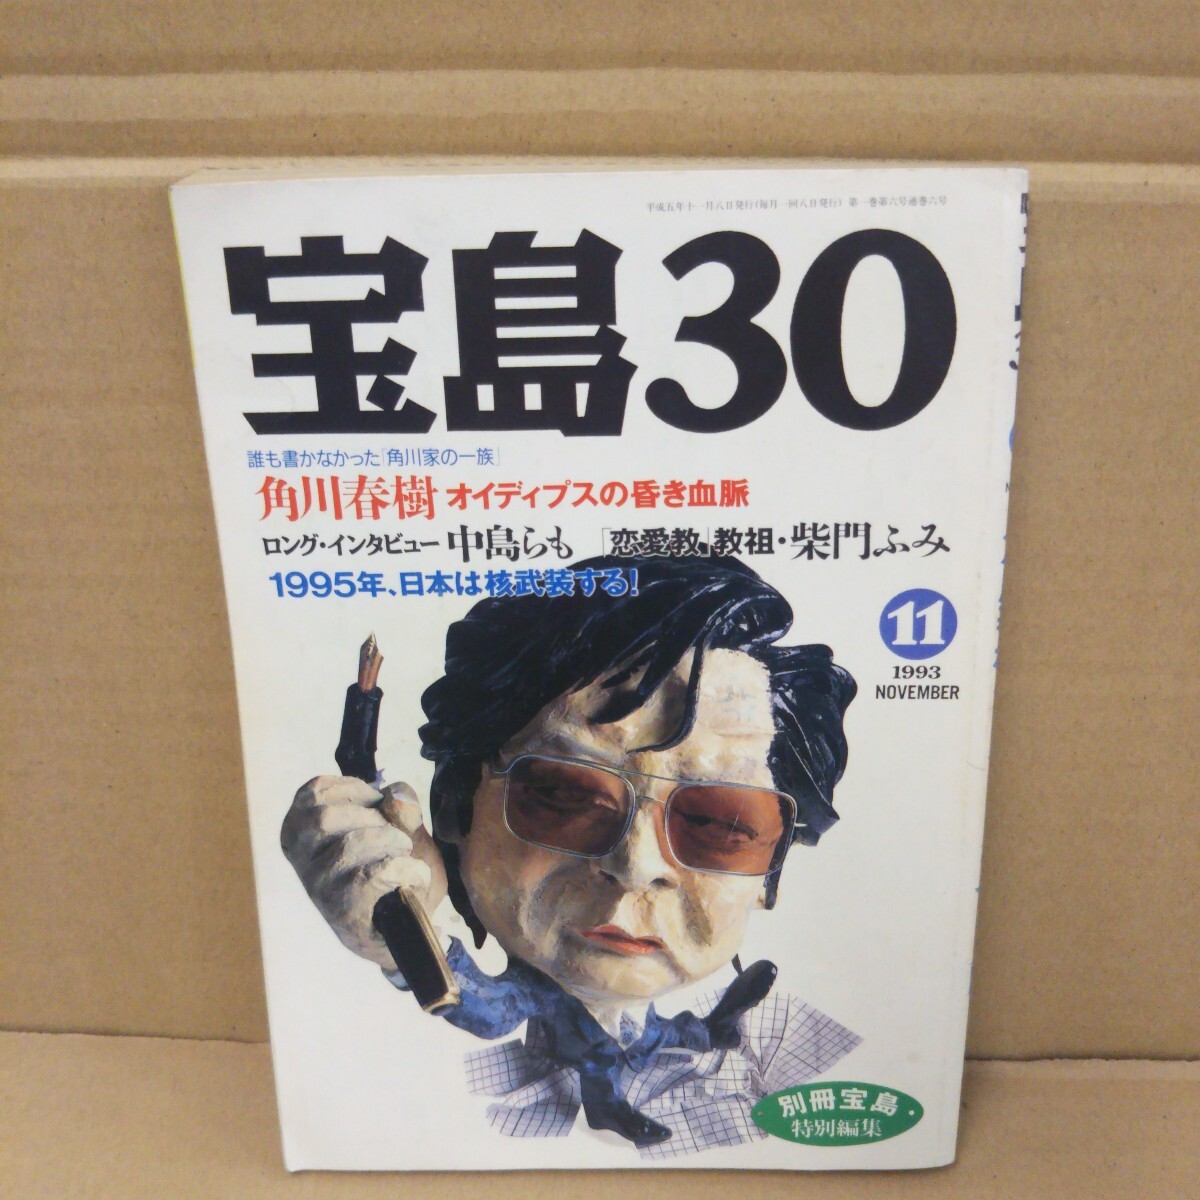 平成五年十一月八日発行(毎月一回八日発行) 第一巻第六号通巻六号
宝島30
誰も書かなかった「角川家の一族」
角川春樹 オイディプスの昏き血脈
ロング・インタビュー 中島らも 「恋愛教」教祖・柴門ふみ
1995年、日本は核武装する!
11
1993
NOVEMBER
別冊宝島・
特別編集